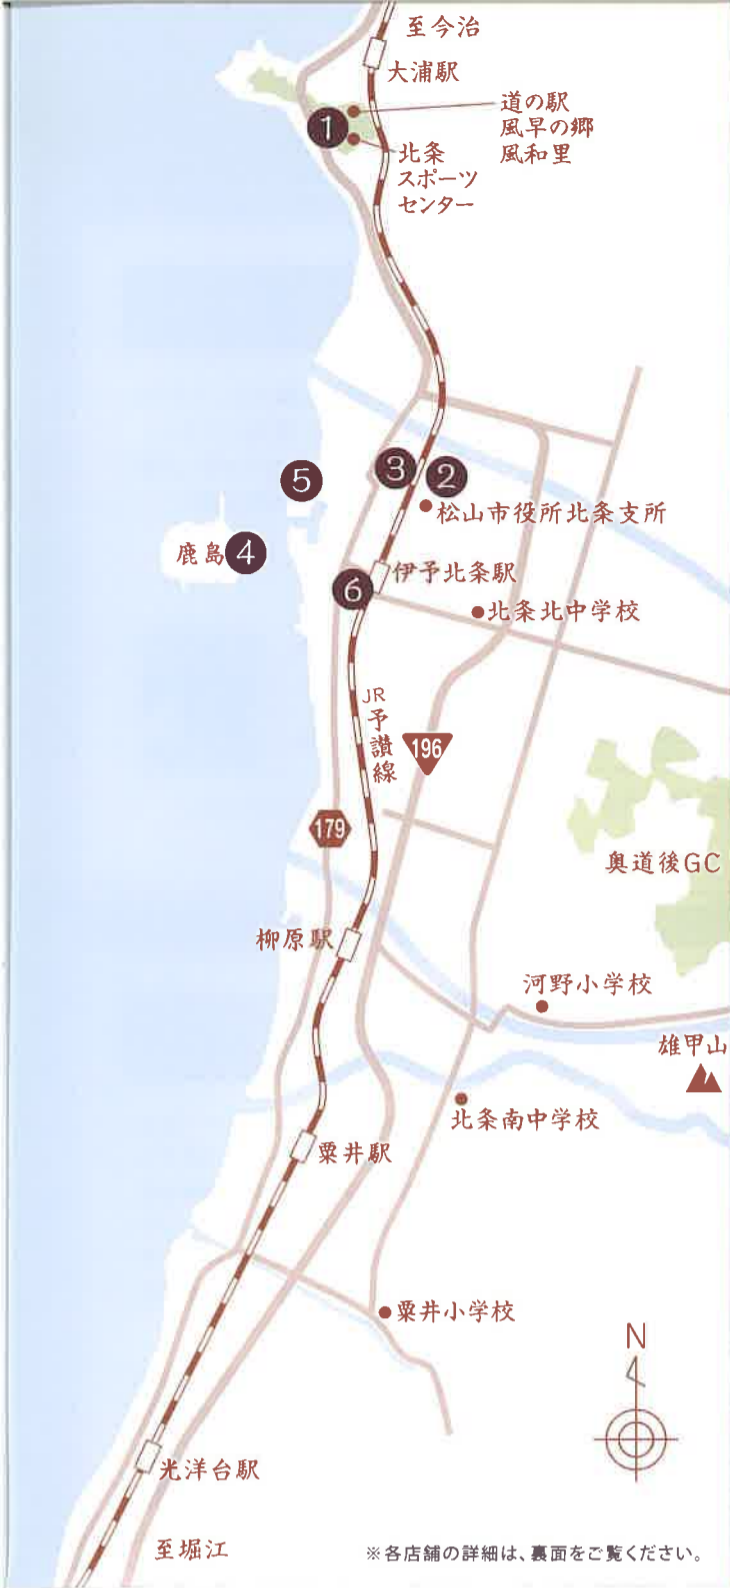 至今治
大浦駅
道の駅
風早の郷
風和里
1
北条
スポーツ
センター
3
2
5
松山市役所北条支所
鹿島
4
伊予北条駅
6
北条北中学校
JR
予
讃
線
196
179
奥道後GC
柳原駅
河野小学校
雄甲山
北条南中学校
粟井駅
粟井小学校
N
光洋台駅
至堀江
※各店舗の詳細は、裏面をご覧ください。